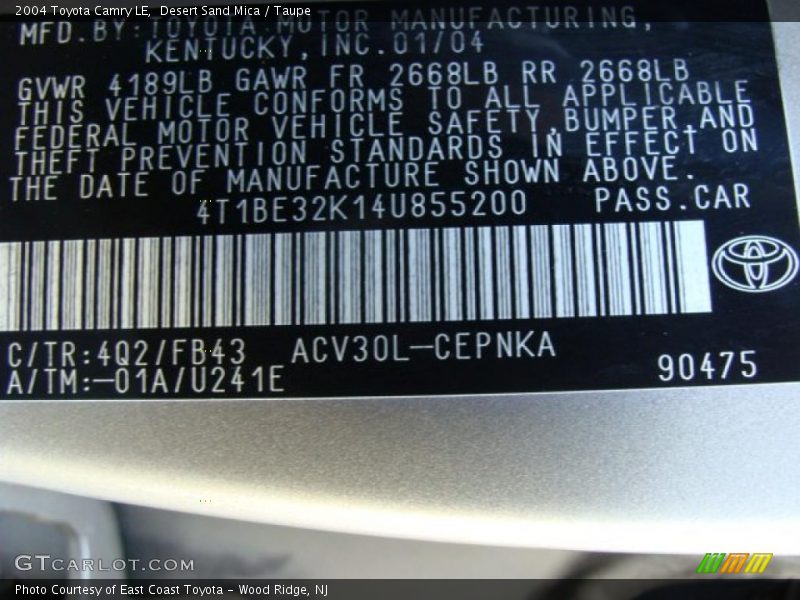 2004 Toyota Camry LE, Desert Sand Mica / Taupe
MFD.BY:TOYOTA MOTOR MANUFACTURING,
KENTUCKY,INC.01/04
GVWR 4189LB GAWR FR 2668LB RR 2668LB
THIS VEHICLE CONFORMS TO ALL APPLICABLE
FEDERAL MOTOR VEHICLE SAFETY,BUMPER,AND
THEFT PREVENTION STANDARDS IN EFFECT ON
THE DATE OF MANUFACTURE SHOWN ABOVE.
4T1BE32K14U855200 PASS.CAR
C/TR:4Q2/FB43 ACV30L-CEPNKA
A/TM:-01A/U241E 90475
GTCARLOT.COM
Photo Courtesy of East Coast Toyota - Wood Ridge, NJ